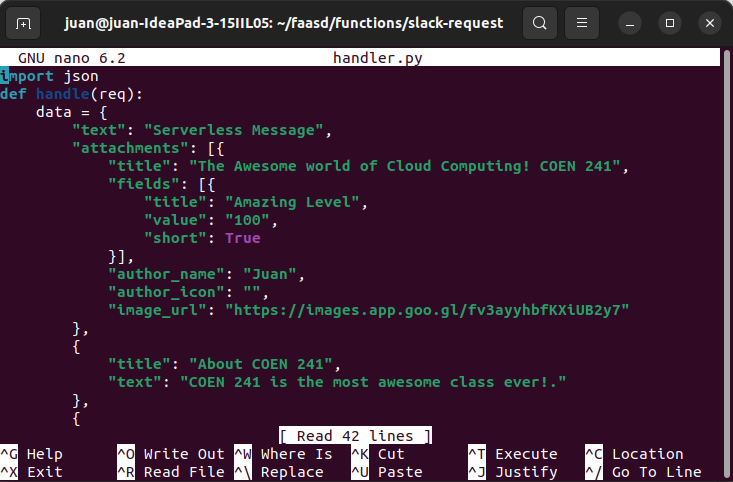 juan@juan-IdeaPad-3-15IIL05: ~/faasd/functions/slack-request
GNU nano 6.2 handler.py
import json
def handle(req):
    data = {
        "text": "Serverless Message",
        "attachments": [{
            "title": "The Awesome world of Cloud Computing! COEN 241",
            "fields": [{
                "title": "Amazing Level",
                "value": "100",
                "short": True
            }],
            "author_name": "Juan",
            "author_icon": "",
            "image_url": "https://images.app.goo.gl/fv3ayyhbfKXiUB2y7"
        },
        {
            "title": "About COEN 241",
            "text": "COEN 241 is the most awesome class ever!."
        },
        {
[ Read 42 lines ]
^G Help ^O Write Out ^W Where Is ^K Cut ^T Execute ^C Location
^X Exit ^R Read File ^\ Replace ^U Paste ^J Justify ^/ Go To Line